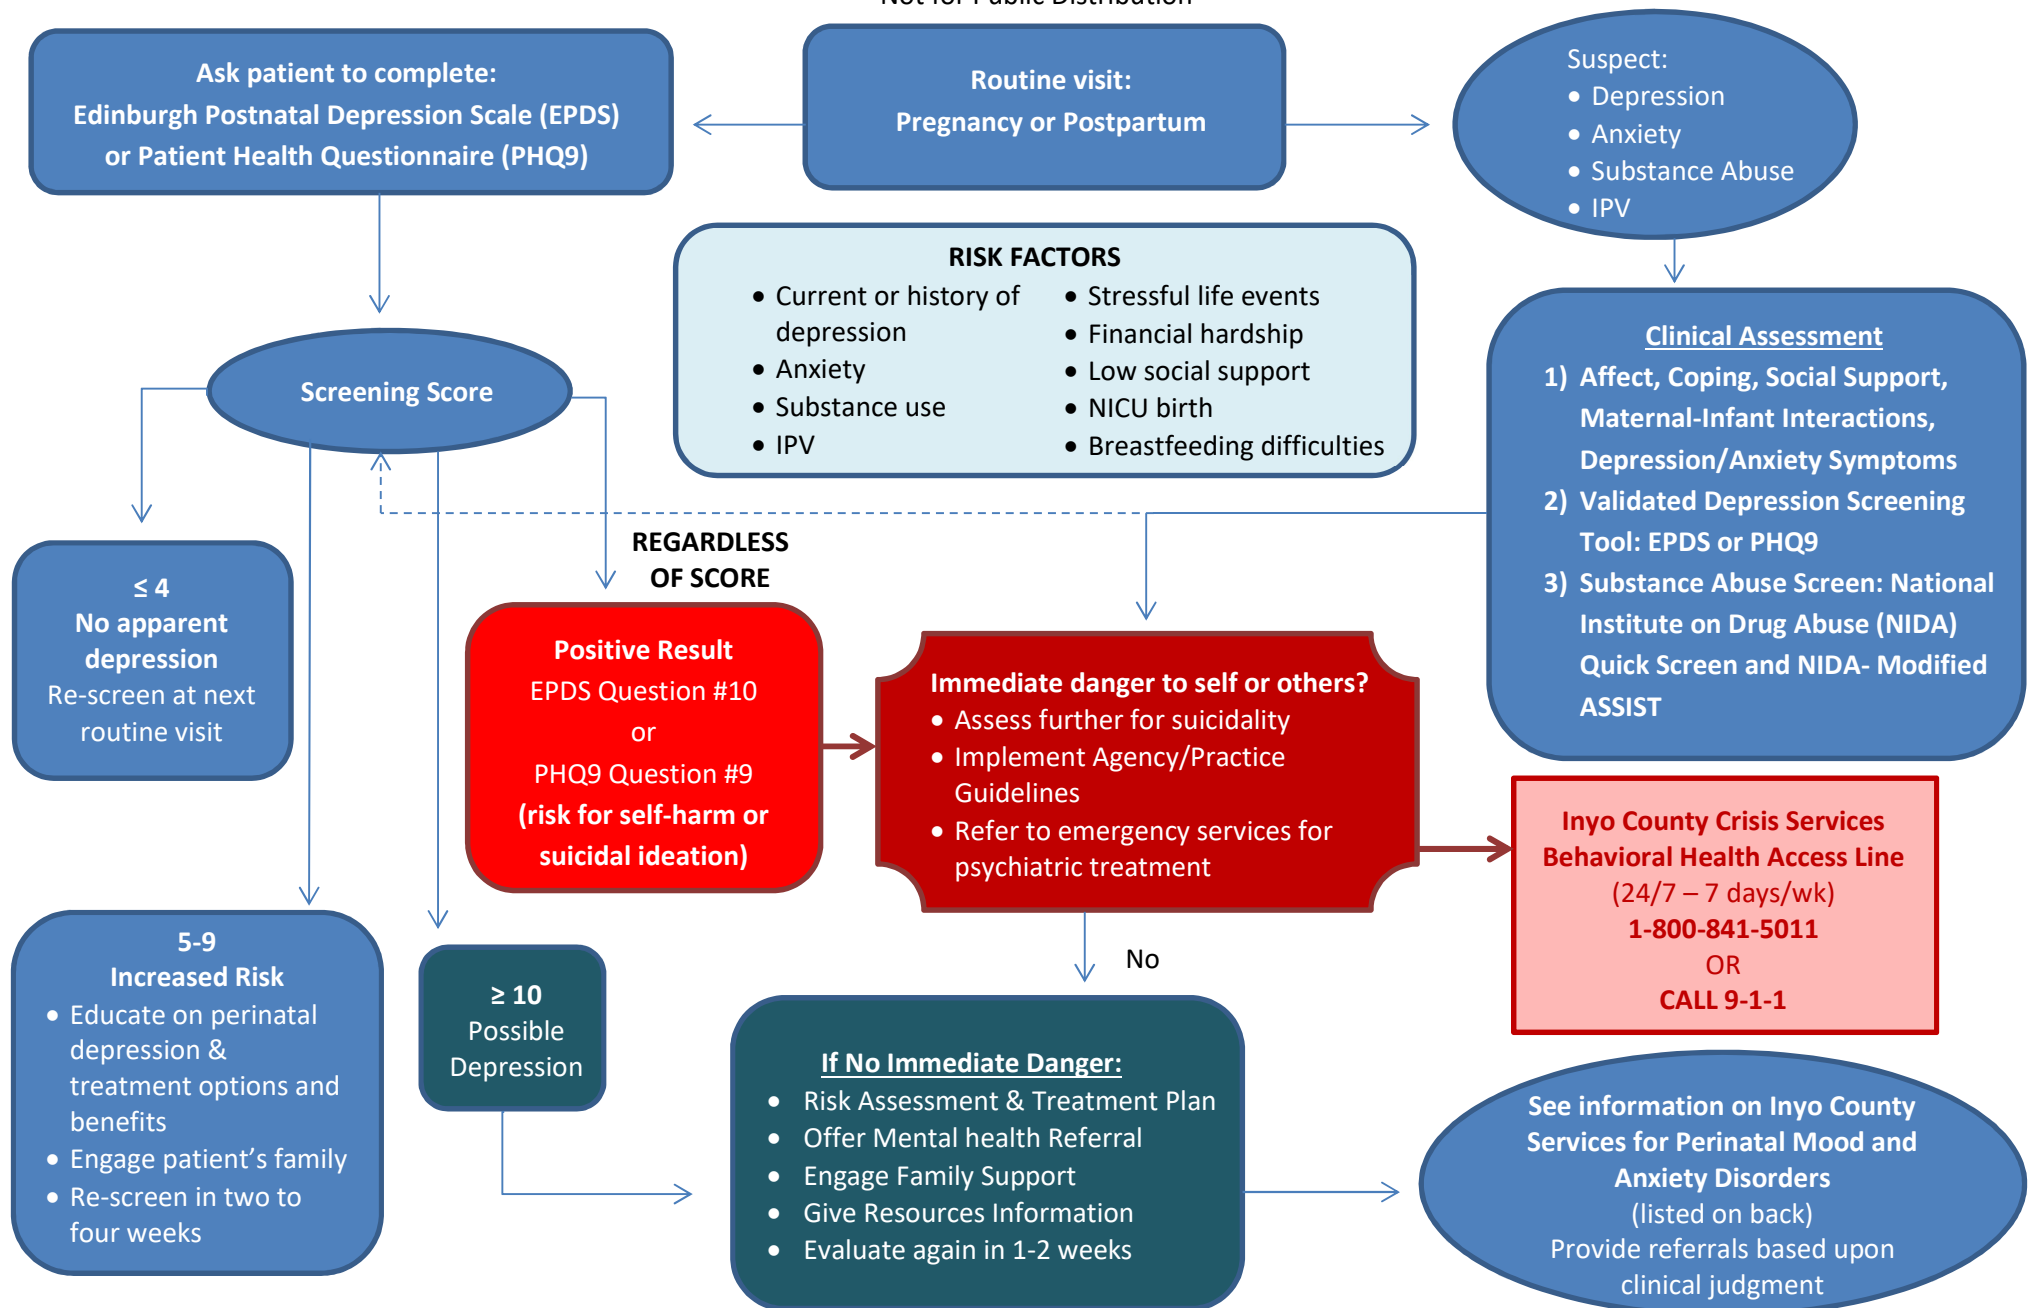 Not for Public Distribution
Ask patient to complete:
Edinburgh Postnatal Depression Scale (EPDS)
or Patient Health Questionnaire (PHQ9)
Routine visit:
Pregnancy or Postpartum
Suspect:
• Depression
• Anxiety
• Substance Abuse
• IPV
RISK FACTORS
• Current or history of
depression
• Anxiety
• Substance use
• IPV
• Stressful life events
• Financial hardship
• Low social support
• NICU birth
• Breastfeeding difficulties
Clinical Assessment
1) Affect, Coping, Social Support,
Maternal-Infant Interactions,
Depression/Anxiety Symptoms
2) Validated Depression Screening
Tool: EPDS or PHQ9
3) Substance Abuse Screen: National
Institute on Drug Abuse (NIDA)
Quick Screen and NIDA- Modified
ASSIST
Screening Score
REGARDLESS
OF SCORE
≤ 4
No apparent
depression
Re-screen at next
routine visit
Positive Result
EPDS Question #10
or
PHQ9 Question #9
(risk for self-harm or
suicidal ideation)
Immediate danger to self or others?
• Assess further for suicidality
• Implement Agency/Practice
Guidelines
• Refer to emergency services for
psychiatric treatment
Inyo County Crisis Services
Behavioral Health Access Line
(24/7 – 7 days/wk)
1-800-841-5011
OR
CALL 9-1-1
5-9
Increased Risk
• Educate on perinatal
depression &
treatment options and
benefits
• Engage patient’s family
• Re-screen in two to
four weeks
≥ 10
Possible
Depression
No
If No Immediate Danger:
• Risk Assessment & Treatment Plan
• Offer Mental health Referral
• Engage Family Support
• Give Resources Information
• Evaluate again in 1-2 weeks
See information on Inyo County
Services for Perinatal Mood and
Anxiety Disorders
(listed on back)
Provide referrals based upon
clinical judgment